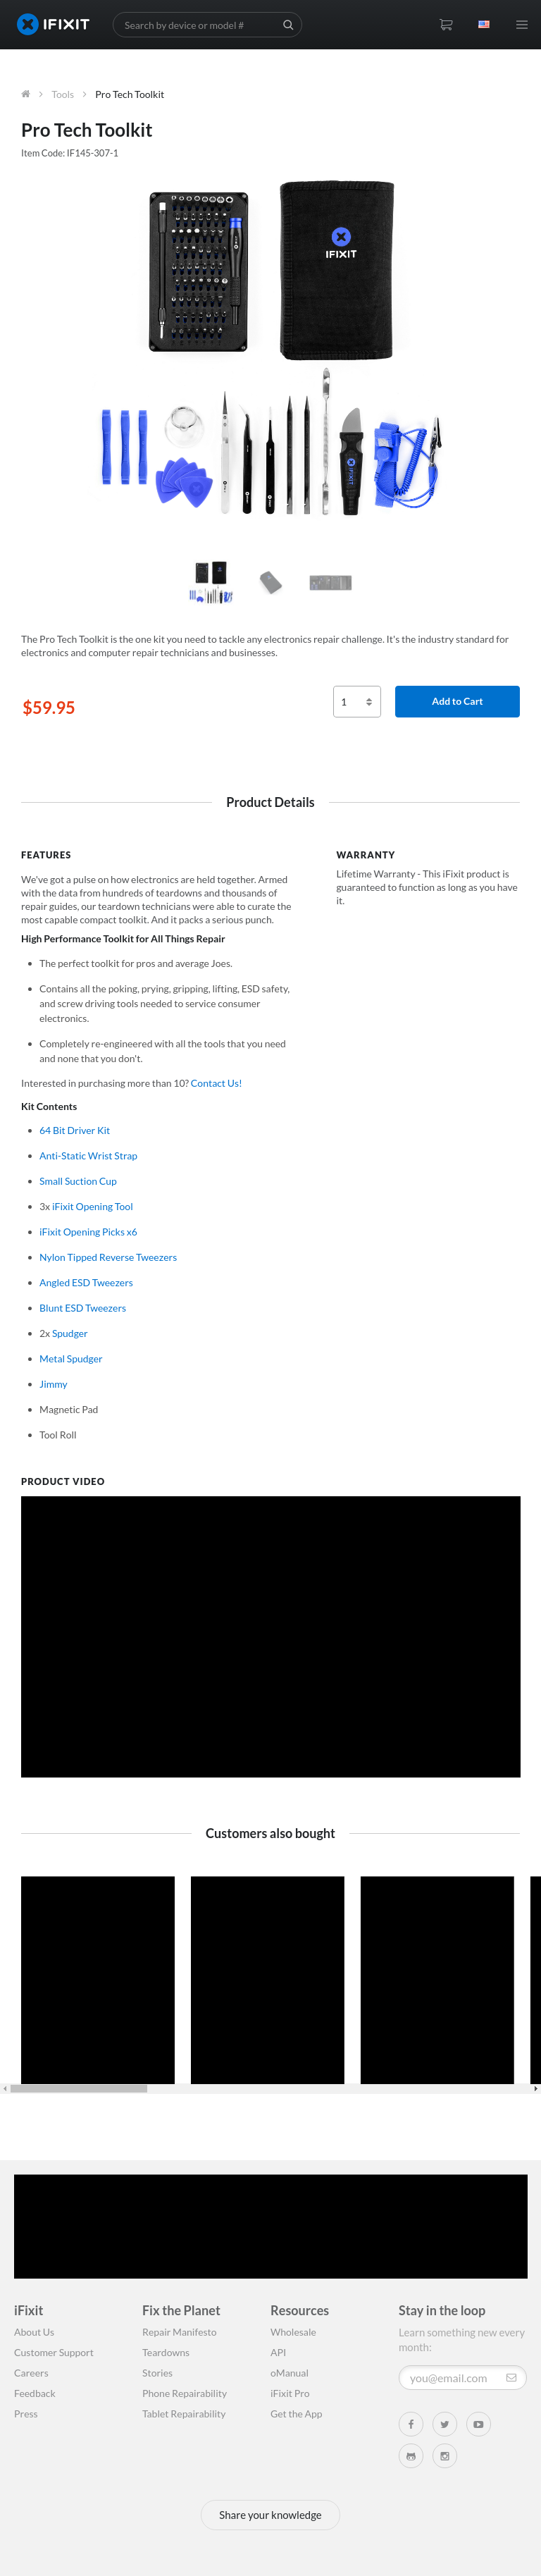 IFIXIT
Search by device or model #
Tools
Pro Tech Toolkit
Pro Tech Toolkit
Item Code: IF145-307-1
IFIXIT
IFIXIT
The Pro Tech Toolkit is the one kit you need to tackle any electronics repair challenge. It's the industry standard for
electronics and computer repair technicians and businesses.
$59.95
1
Add to Cart
Product Details
FEATURES
We've got a pulse on how electronics are held together. Armed
with the data from hundreds of teardowns and thousands of
repair guides, our teardown technicians were able to curate the
most capable compact toolkit. And it packs a serious punch.
High Performance Toolkit for All Things Repair
The perfect toolkit for pros and average Joes.
Contains all the poking, prying, gripping, lifting, ESD safety,
and screw driving tools needed to service consumer
electronics.
Completely re-engineered with all the tools that you need
and none that you don't.
Interested in purchasing more than 10? Contact Us!
Kit Contents
64 Bit Driver Kit
Anti-Static Wrist Strap
Small Suction Cup
3x iFixit Opening Tool
iFixit Opening Picks x6
Nylon Tipped Reverse Tweezers
Angled ESD Tweezers
Blunt ESD Tweezers
2x Spudger
Metal Spudger
Jimmy
Magnetic Pad
Tool Roll
WARRANTY
Lifetime Warranty - This iFixit product is
guaranteed to function as long as you have
it.
PRODUCT VIDEO
Customers also bought
iFixit
About Us
Customer Support
Careers
Feedback
Press
Fix the Planet
Repair Manifesto
Teardowns
Stories
Phone Repairability
Tablet Repairability
Resources
Wholesale
API
oManual
iFixit Pro
Get the App
Stay in the loop
Learn something new every
month:
you@email.com
Share your knowledge